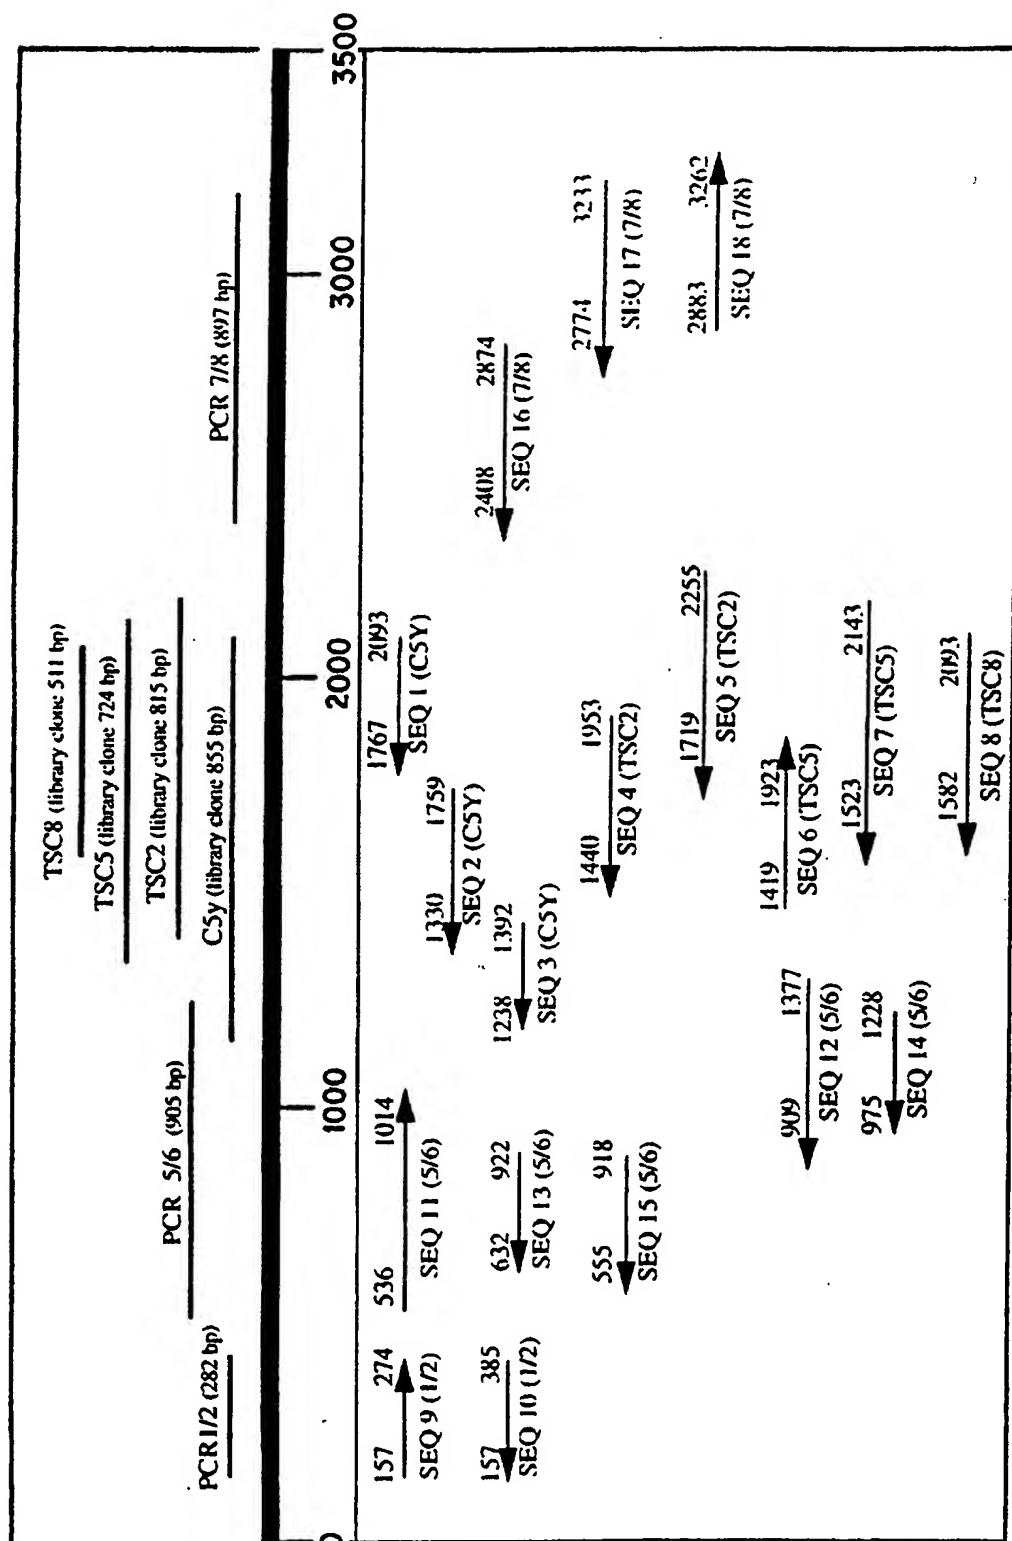 TSC8 (library clone 511 bp)
TSC5 (library clone 724 bp)
TSC2 (library clone 815 bp)
C5y (library clone 855 bp)
PCR 5/6 (905 bp)
PCR1/2 (282 bp)
PCR 7/8 (897 bp)
0
1000
2000
3000
3500
157 274
SEQ 9 (1/2)
157 385
SEQ 10 (1/2)
536 1014
SEQ 11 (5/6)
632 922
SEQ 13 (5/6)
555 918
SEQ 15 (5/6)
909 1377
SEQ 12 (5/6)
975 1228
SEQ 14 (5/6)
1767 2093
SEQ 1 (C5Y)
1330 1759
SEQ 2 (C5Y)
1238 1392
SEQ 3 (C5Y)
1440 1953
SEQ 4 (TSC2)
1719 2255
SEQ 5 (TSC2)
1419 1923
SEQ 6 (TSC5)
1523 2143
SEQ 7 (TSC5)
1582 2093
SEQ 8 (TSC8)
2408 2874
SEQ 16 (7/8)
2774 3233
SEQ 17 (7/8)
2883 3262
SEQ 18 (7/8)